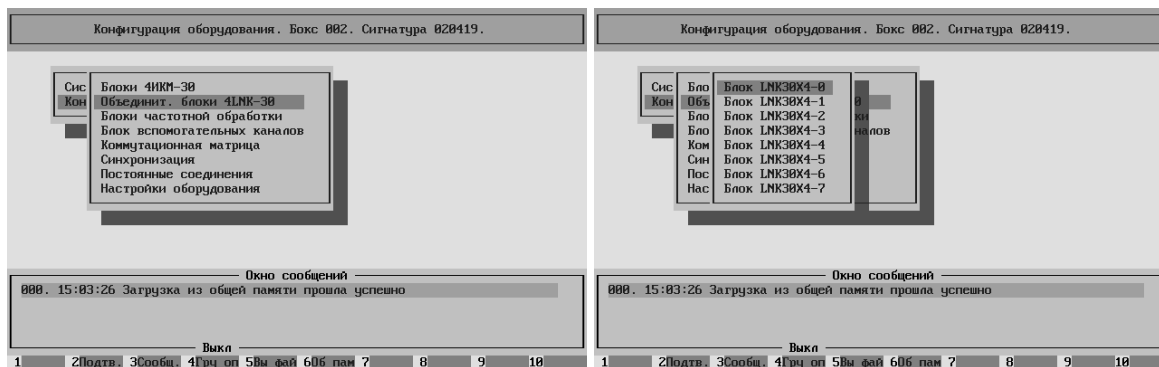 Конфигурация оборудования. Бокс 002. Сигнатура 020419.
Сис
Кон
Блоки 4ИКМ-30
Объединит. блоки 4LNK-30
Блоки частотной обработки
Блок вспомогательных каналов
Коммутационная матрица
Синхронизация
Постоянные соединения
Настройки оборудования
Окно сообщений
000. 15:03:26 Загрузка из общей памяти прошла успешно
Выкл
1 2Подтв. 3Сообщ. 4Гру оп 5Вы фай 6Об пам 7 8 9 10
Конфигурация оборудования. Бокс 002. Сигнатура 020419.
Сис Бло Блок LNK30X4-0
Кон Объ Блок LNK30X4-1 0
Бло Блок LNK30X4-2 ки
Бло Блок LNK30X4-3 налов
Ком Блок LNK30X4-4
Син Блок LNK30X4-5
Пос Блок LNK30X4-6
Нас Блок LNK30X4-7
Окно сообщений
000. 15:03:26 Загрузка из общей памяти прошла успешно
Выкл
1 2Подтв. 3Сообщ. 4Гру оп 5Вы фай 6Об пам 7 8 9 10